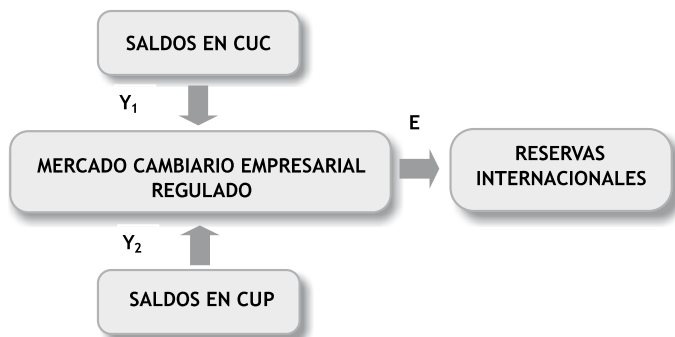 SALDOS EN CUC
Y₁
E
MERCADO CAMBIARIO EMPRESARIAL
REGULADO
RESERVAS
INTERNACIONALES
Y₂
SALDOS EN CUP